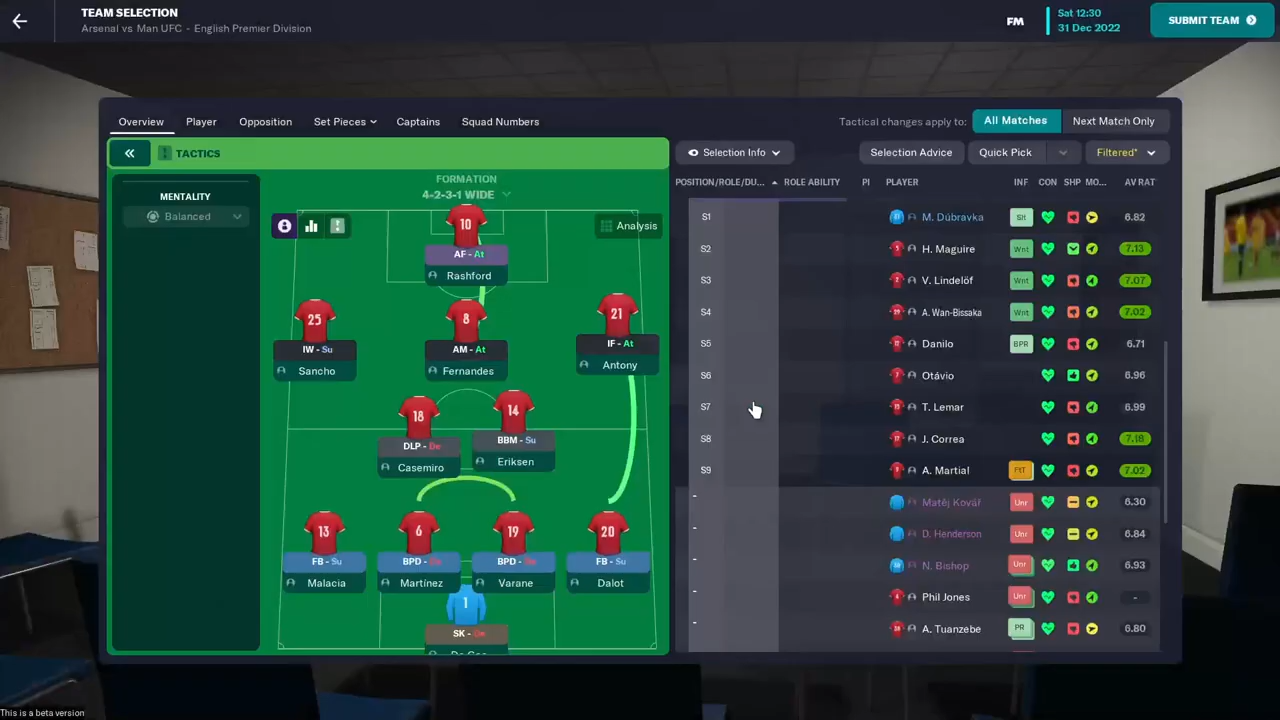 TEAM SELECTION
Arsenal vs Man UFC - English Premier Division
FM
Sat 12:30
31 Dec 2022
SUBMIT TEAM
Overview
Player
Opposition
Set Pieces
Captains
Squad Numbers
Tactical changes apply to:
All Matches
Next Match Only
TACTICS
Selection Info
Selection Advice
Quick Pick
Filtered*
MENTALITY
Balanced
FORMATION
4-2-3-1 WIDE
Analysis
10
AF - At
Rashford
25
IW - Su
Sancho
8
AM - At
Fernandes
21
IF - At
Antony
18
DLP - De
Casemiro
14
BBM - Su
Eriksen
13
FB - Su
Malacia
6
BPD - De
Martínez
19
BPD - De
Varane
20
FB - Su
Dalot
1
SK - De
POSITION/ROLE/DU... ROLE ABILITY PI PLAYER INF CON SHP MO... AV RAT
S1 M. Dúbravka Slt 6.82
S2 H. Maguire Wnt 7.13
S3 V. Lindelöf Wnt 7.07
S4 A. Wan-Bissaka Wnt 7.02
S5 Danilo BPR 6.71
S6 Otávio 6.96
S7 T. Lemar 6.99
S8 J. Correa 7.18
S9 A. Martial FtT 7.02
- Matěj Kovář Unr 6.30
- D. Henderson Unr 6.84
- N. Bishop Unr 6.93
- Phil Jones Unr -
- A. Tuanzebe PR 6.80
This is a beta version